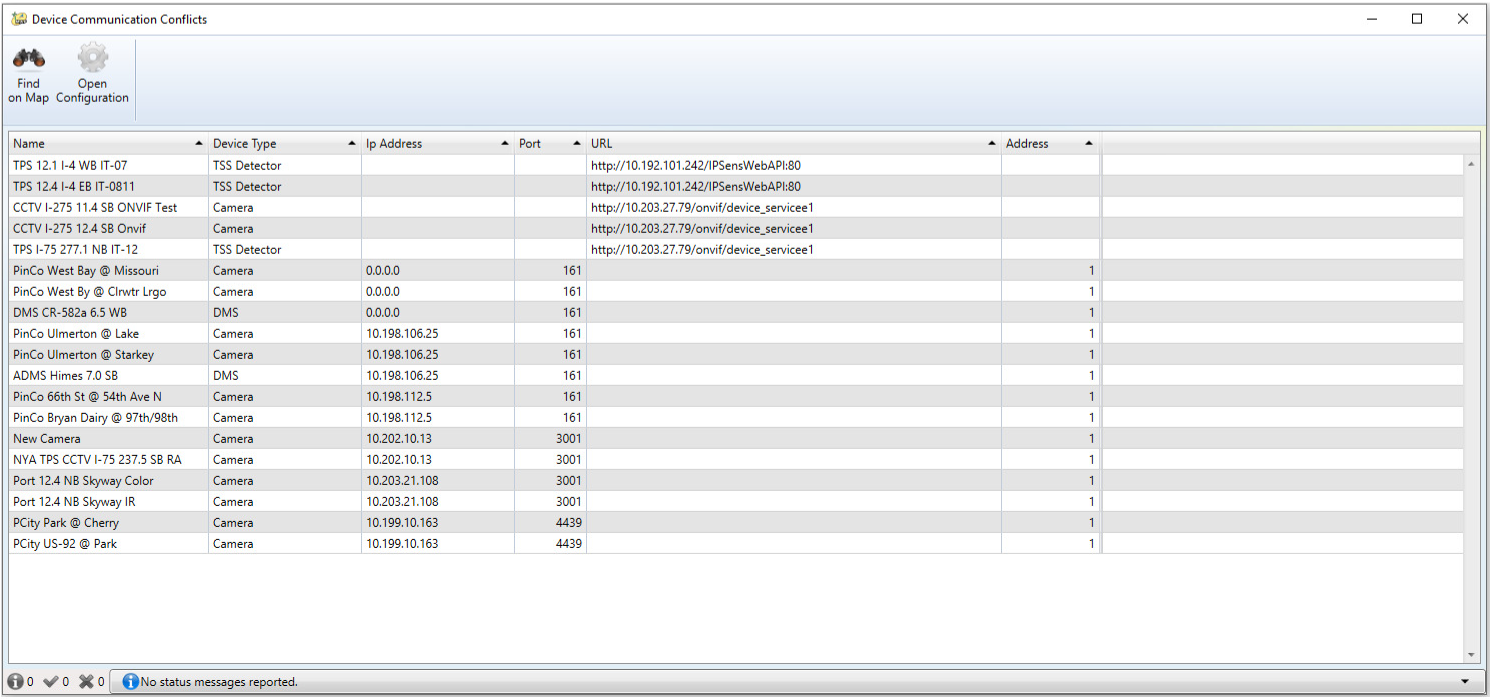 Device Communication Conflicts
Find on Map
Open Configuration
Name Device Type Ip Address Port URL Address
TPS 12.1 I-4 WB IT-07 TSS Detector http://10.192.101.242/IPSensWebAPI:80
TPS 12.4 I-4 EB IT-0811 TSS Detector http://10.192.101.242/IPSensWebAPI:80
CCTV I-275 11.4 SB ONVIF Test Camera http://10.203.27.79/onvif/device_servicee1
CCTV I-275 12.4 SB Onvif Camera http://10.203.27.79/onvif/device_servicee1
TPS I-75 277.1 NB IT-12 TSS Detector http://10.203.27.79/onvif/device_servicee1
PinCo West Bay @ Missouri Camera 0.0.0.0 161 1
PinCo West By @ Clrwtr Lrgo Camera 0.0.0.0 161 1
DMS CR-582a 6.5 WB DMS 0.0.0.0 161 1
PinCo Ulmerton @ Lake Camera 10.198.106.25 161 1
PinCo Ulmerton @ Starkey Camera 10.198.106.25 161 1
ADMS Himes 7.0 SB DMS 10.198.106.25 161 1
PinCo 66th St @ 54th Ave N Camera 10.198.112.5 161 1
PinCo Bryan Dairy @ 97th/98th Camera 10.198.112.5 161 1
New Camera Camera 10.202.10.13 3001 1
NYA TPS CCTV I-75 237.5 SB RA Camera 10.202.10.13 3001 1
Port 12.4 NB Skyway Color Camera 10.203.21.108 3001 1
Port 12.4 NB Skyway IR Camera 10.203.21.108 3001 1
PCity Park @ Cherry Camera 10.199.10.163 4439 1
PCity US-92 @ Park Camera 10.199.10.163 4439 1
0 0 0 No status messages reported.